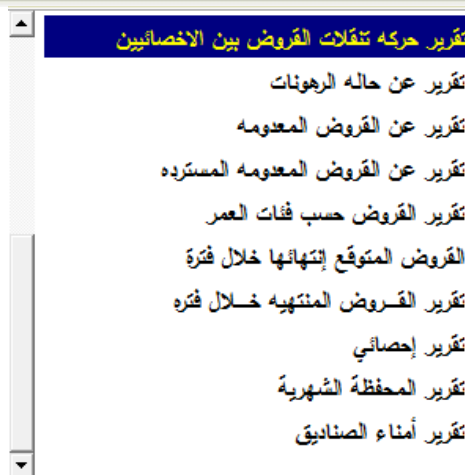 تقرير حركه تنقلات القروض بين الاخصائيين
تقرير عن حاله الرهونات
تقرير عن القروض المعدومه
تقرير عن القروض المعدومه المسترده
تقرير القروض حسب فئات العمر
القروض المتوقع إنتهائها خلال فترة
تقرير القــروض المنتهيه خــلال فتره
تقرير إحصائي
تقرير المحفظة الشهرية
تقرير أمناء الصناديق